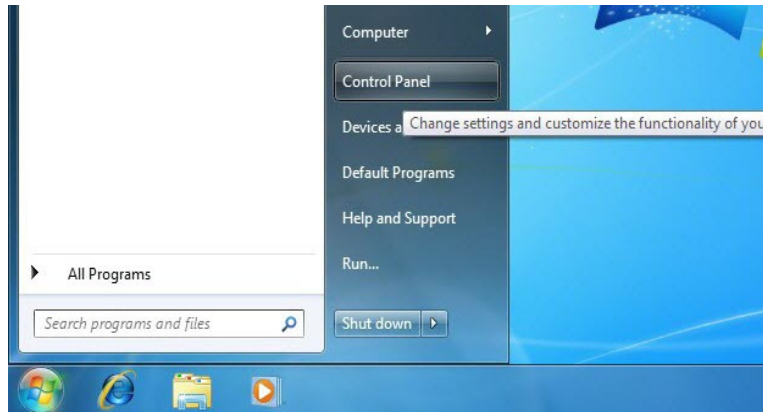 Computer
Control Panel
Change settings and customize the functionality of
Devices a
Default Programs
Help and Support
Run...
All Programs
Search programs and files
Shut down